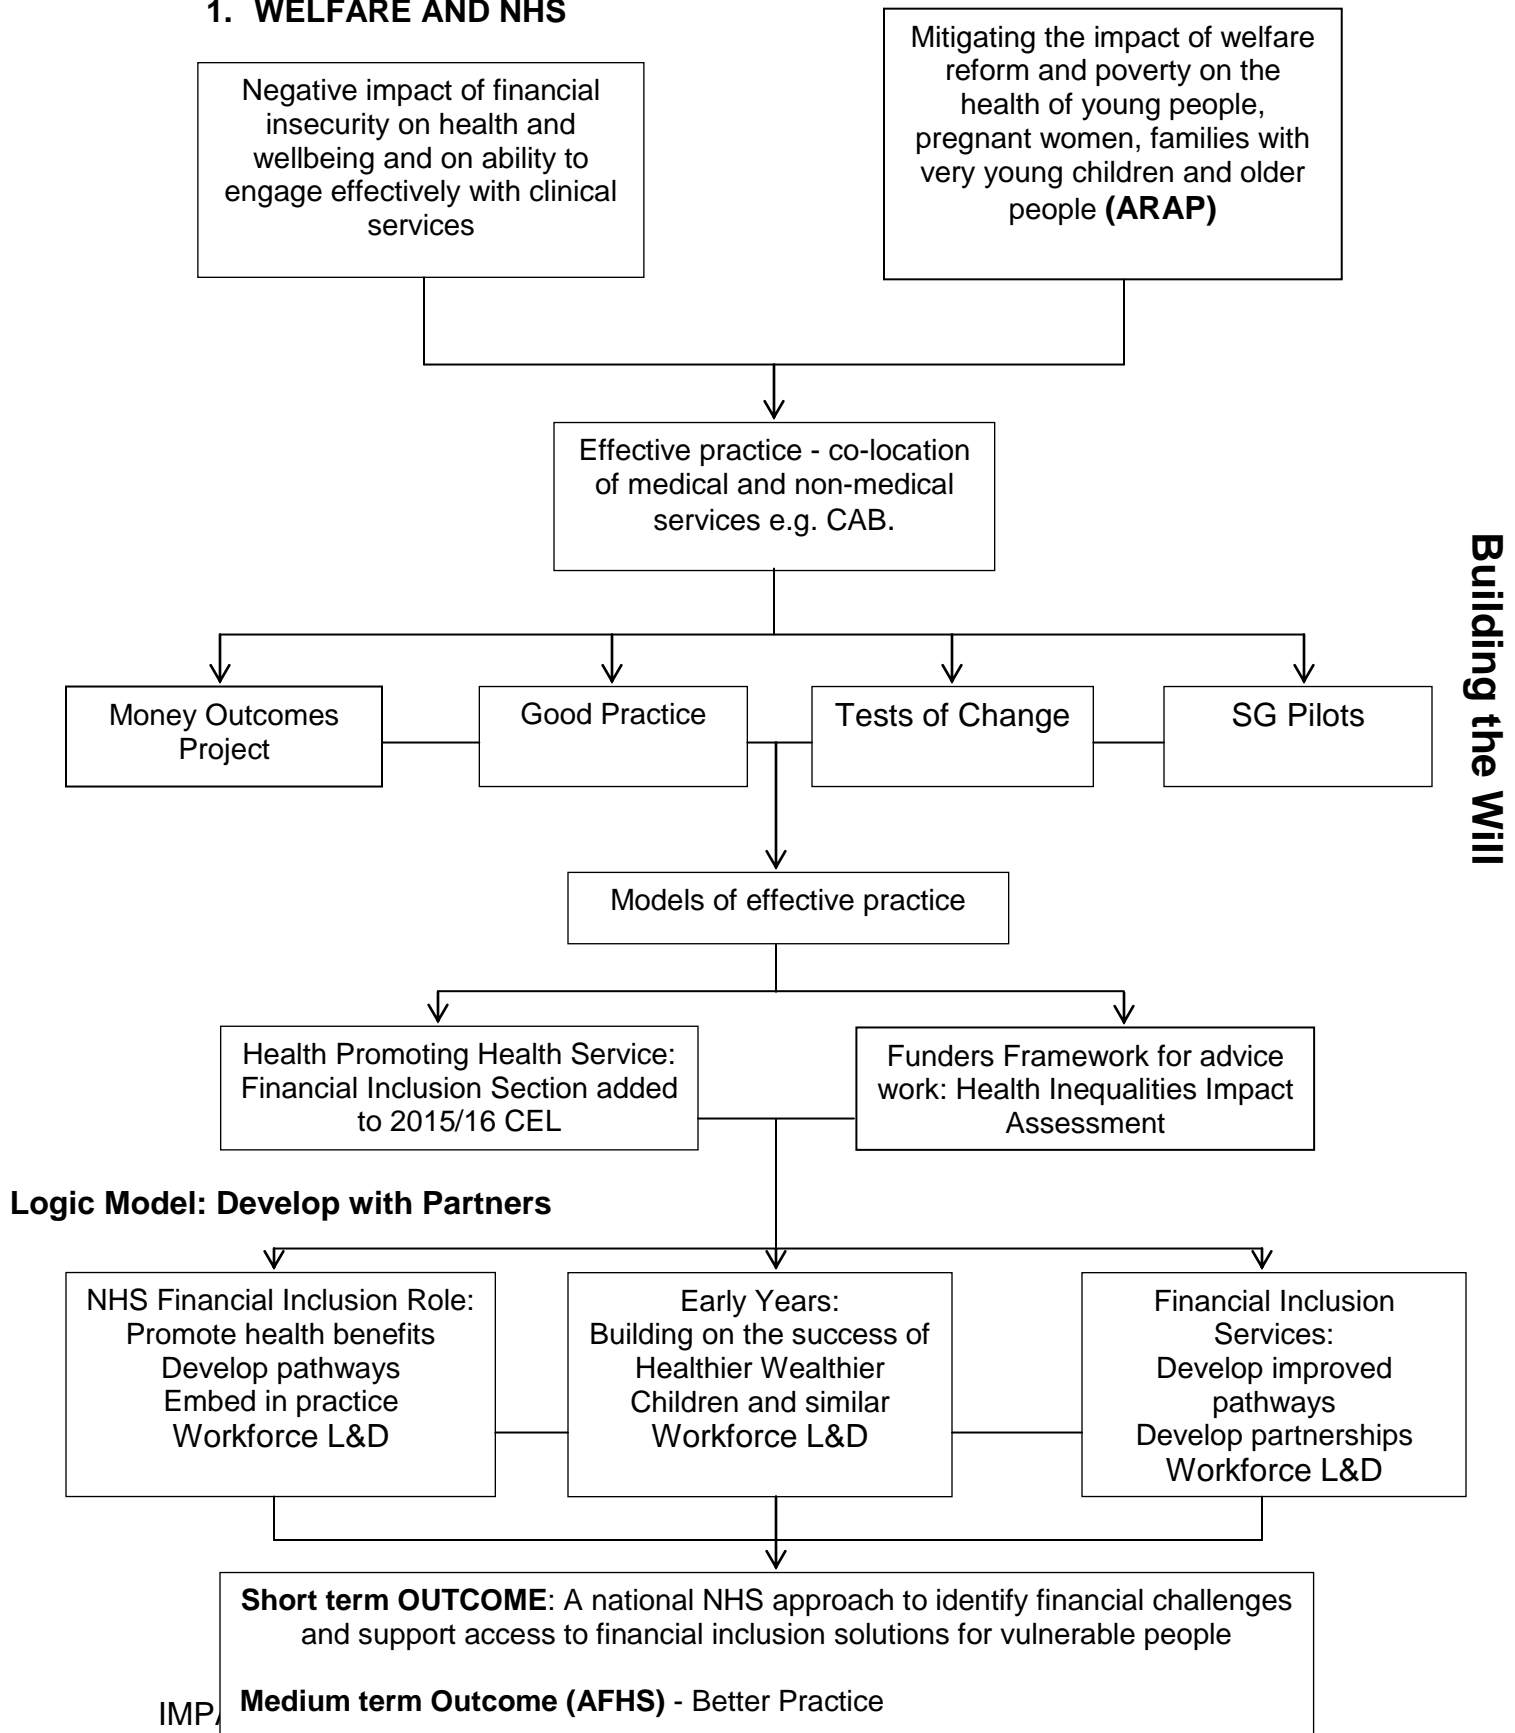 1. WELFARE AND NHS
Negative impact of financial
insecurity on health and
wellbeing and on ability to
engage effectively with clinical
services
Mitigating the impact of welfare
reform and poverty on the
health of young people,
pregnant women, families with
very young children and older
people (ARAP)
Effective practice - co-location
of medical and non-medical
services e.g. CAB.
Building the Will
Money Outcomes
Project
Good Practice
Tests of Change
SG Pilots
Models of effective practice
Health Promoting Health Service:
Financial Inclusion Section added
to 2015/16 CEL
Funders Framework for advice
work: Health Inequalities Impact
Assessment
Logic Model: Develop with Partners
NHS Financial Inclusion Role:
Promote health benefits
Develop pathways
Embed in practice
Workforce L&D
Early Years:
Building on the success of
Healthier Wealthier
Children and similar
Workforce L&D
Financial Inclusion
Services:
Develop improved
pathways
Develop partnerships
Workforce L&D
Short term OUTCOME: A national NHS approach to identify financial challenges
and support access to financial inclusion solutions for vulnerable people
Medium term Outcome (AFHS) - Better Practice